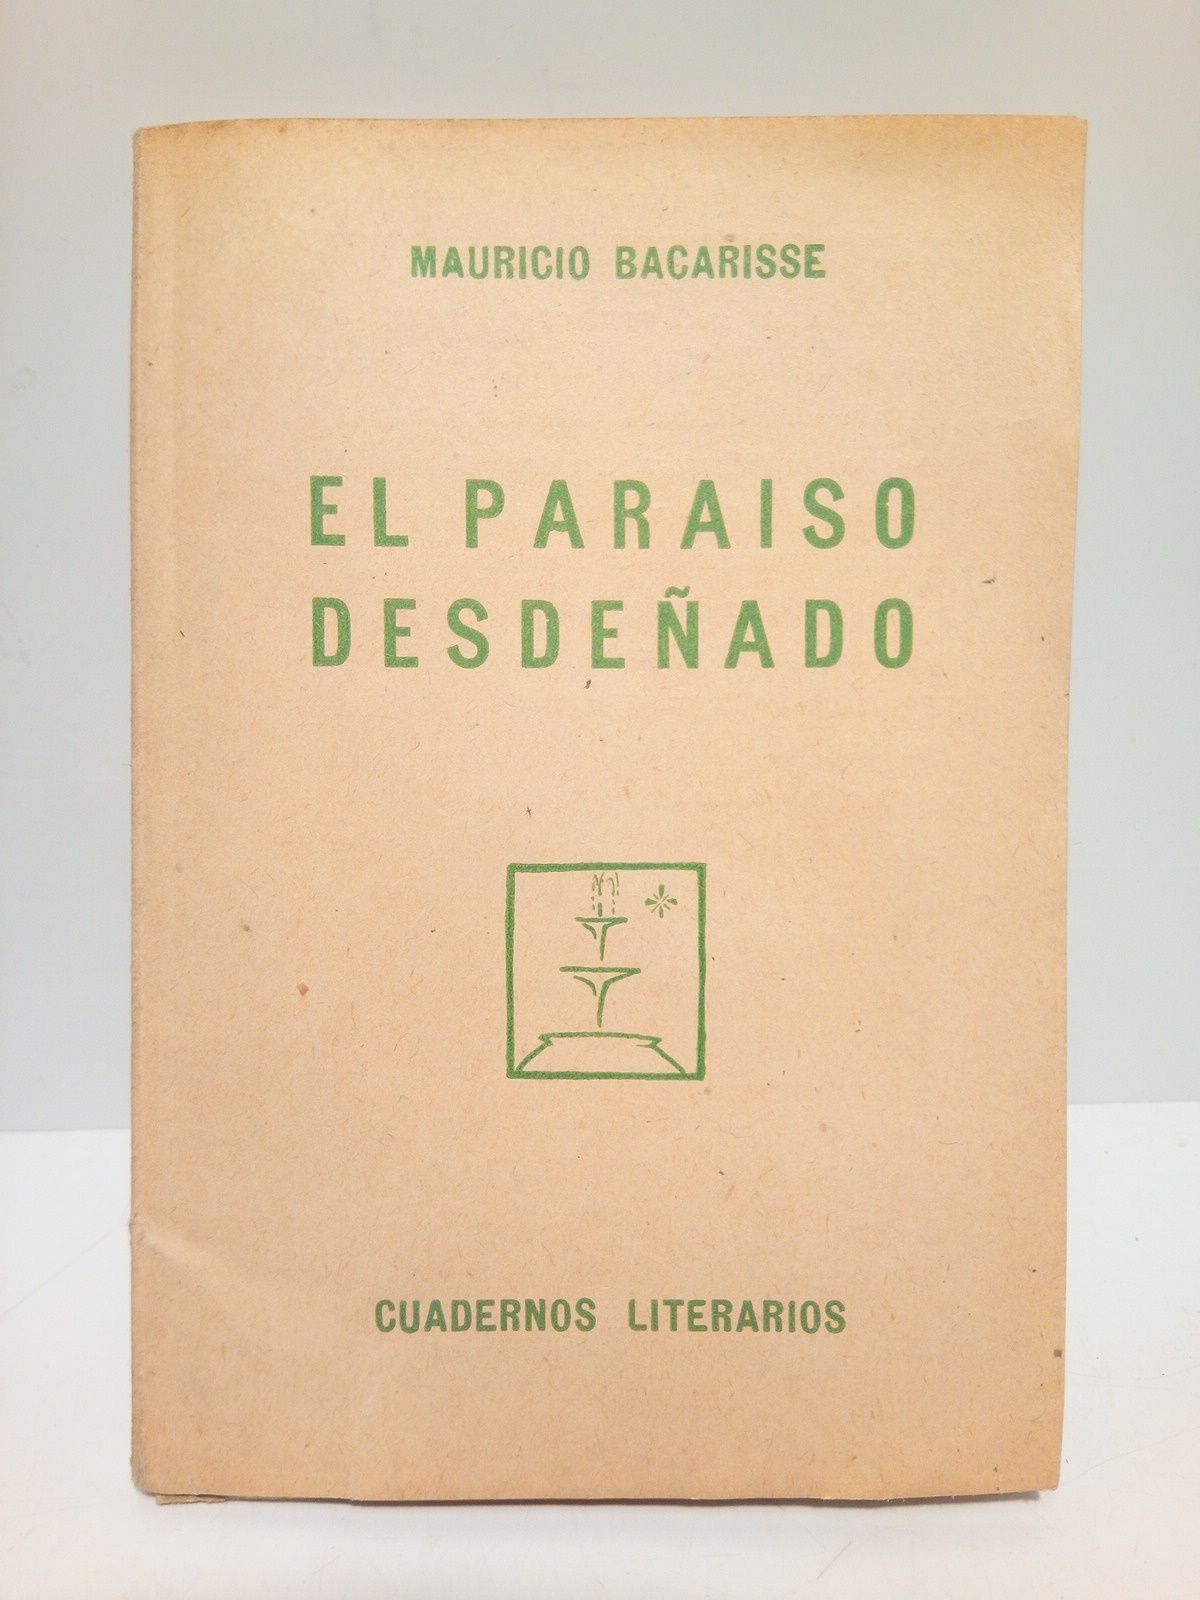 MAURICIO BACARISSE
EL PARAISO
DESDEÑADO
CUADERNOS LITERARIOS